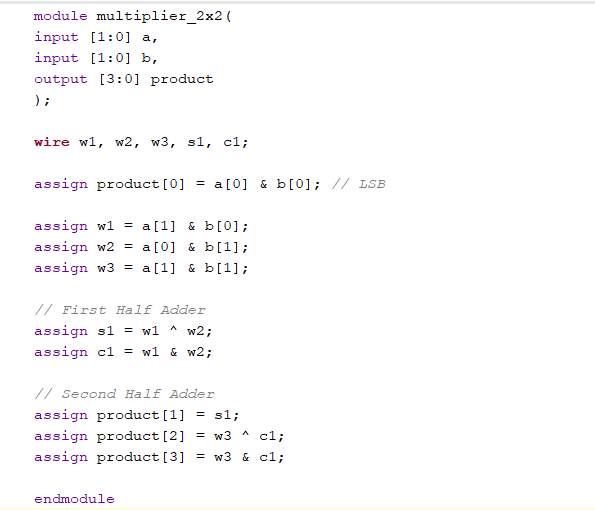 module multiplier_2x2(
input [1:0] a,
input [1:0] b,
output [3:0] product
);
wire w1, w2, w3, s1, c1;
assign product[0] = a[0] & b[0]; // LSB
assign w1 = a[1] & b[0];
assign w2 = a[0] & b[1];
assign w3 = a[1] & b[1];
// First Half Adder
assign s1 = w1 ^ w2;
assign c1 = w1 & w2;
// Second Half Adder
assign product[1] = s1;
assign product[2] = w3 ^ c1;
assign product[3] = w3 & c1;
endmodule